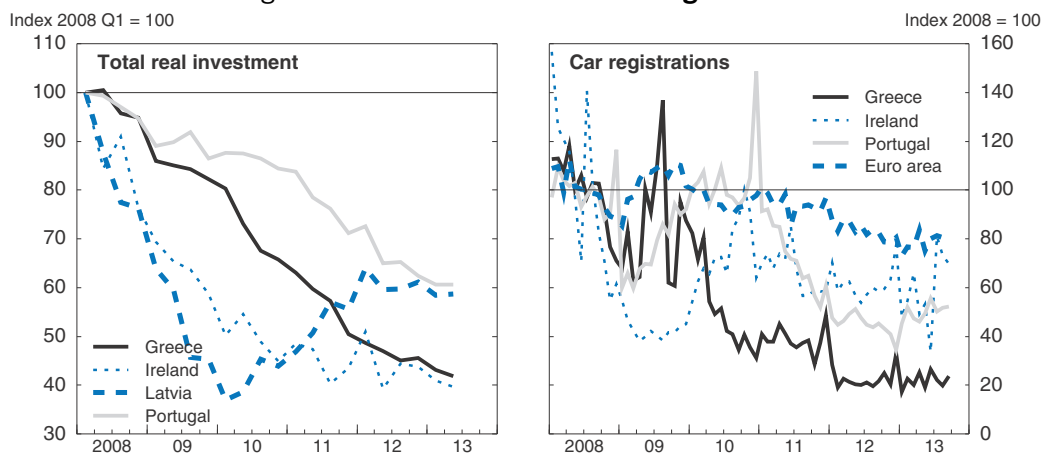 Index 2008 Q1 = 100
Index 2008 = 100
Total real investment
110
100
90
80
70
60
50
40
30
Greece
Ireland
Latvia
Portugal
2008 09 10 11 12 13
Car registrations
160
140
120
100
80
60
40
20
0
Greece
Ireland
Portugal
Euro area
2008 09 10 11 12 13